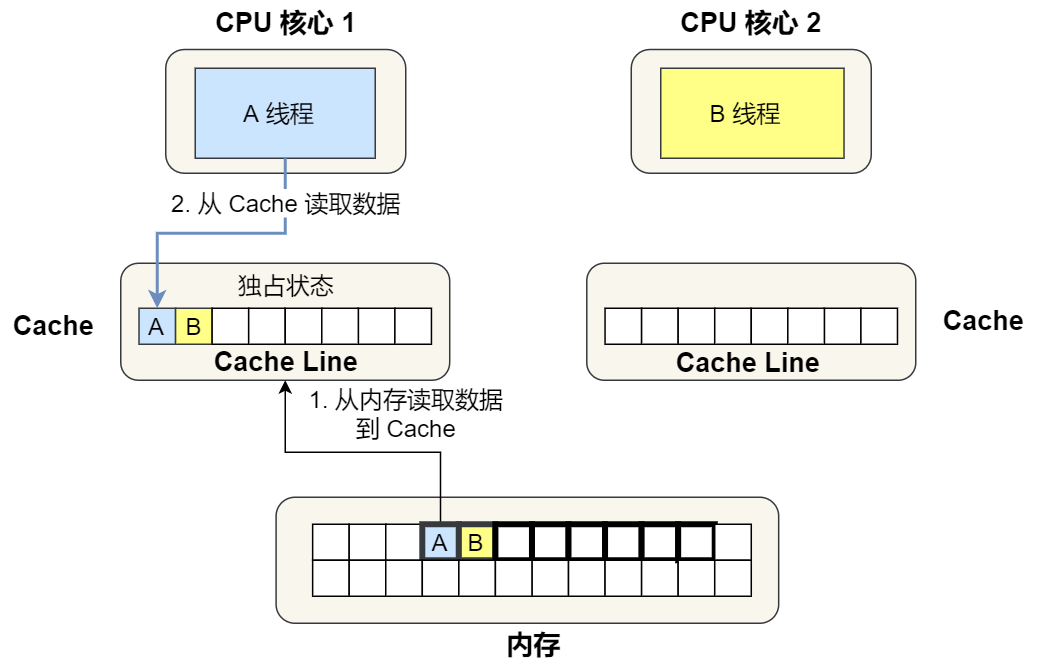 CPU 核心 1
CPU 核心 2
A 线程
B 线程
2. 从 Cache 读取数据
独占状态
Cache
A B
Cache Line
Cache Line
Cache
1. 从内存读取数据
到 Cache
A B
内存